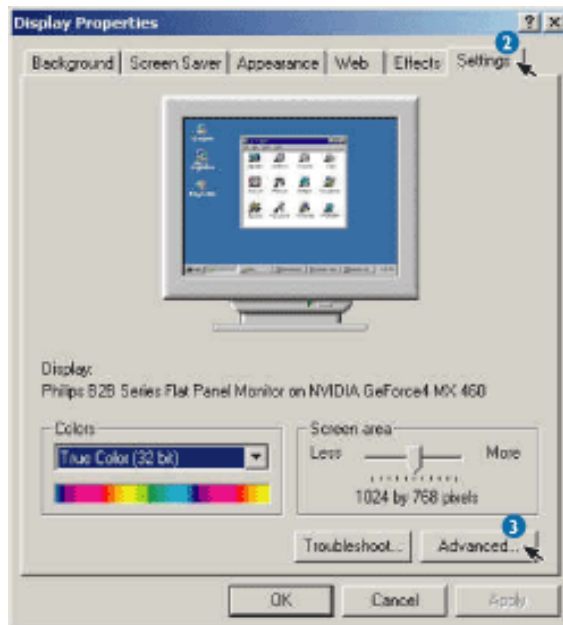 Display Properties
? ×
2
Background Screen Saver Appearance Web Effects Settings
Display:
Philips B2B Series Flat Panel Monitor on NVIDIA GeForce4 MX 460
Colors
Screen area
True Color (32 bit)
Less More
1024 by 768 pixels
3
Troubleshoot... Advanced...
OK Cancel Apply